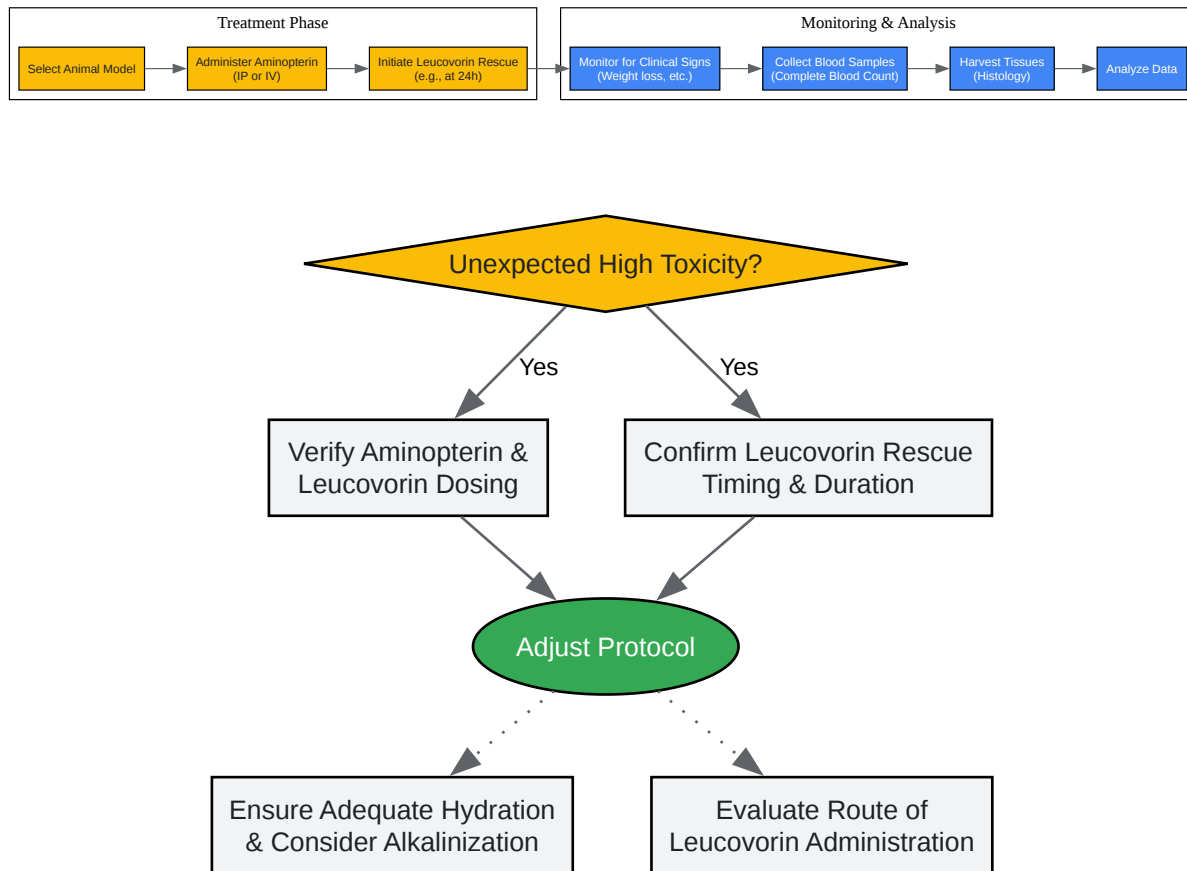 Treatment Phase
Monitoring & Analysis
Select Animal Model
Administer Aminopterin
(IP or IV)
Initiate Leucovorin Rescue
(e.g., at 24h)
Monitor for Clinical Signs
(Weight loss, etc.)
Collect Blood Samples
(Complete Blood Count)
Harvest Tissues
(Histology)
Analyze Data
Unexpected High Toxicity?
Yes
Yes
Verify Aminopterin &
Leucovorin Dosing
Confirm Leucovorin Rescue
Timing & Duration
Adjust Protocol
Ensure Adequate Hydration
& Consider Alkalinization
Evaluate Route of
Leucovorin Administration